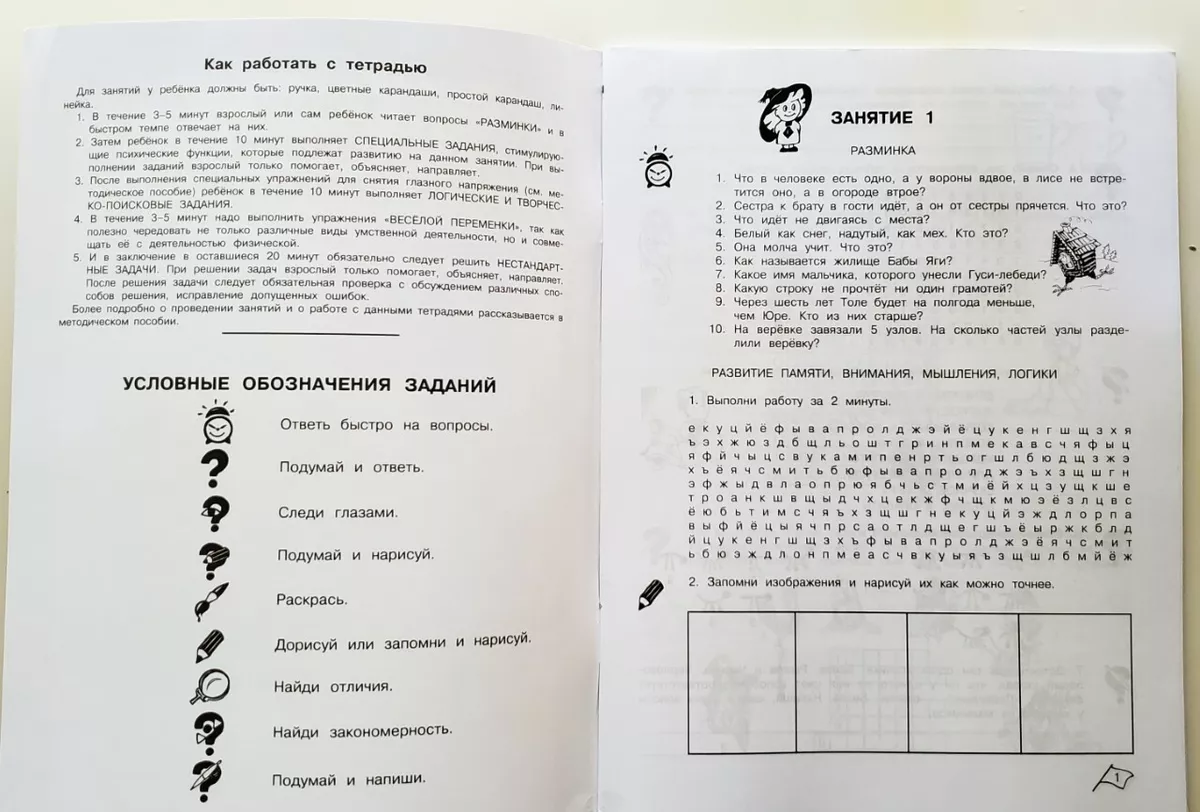 Как работать с тетрадью
Для занятий у ребёнка должны быть: ручка, цветные карандаши, простой карандаш, ли-
нейка.
1. В течение 3–5 минут взрослый или сам ребёнок читает вопросы «РАЗМИНКИ» и в
быстром темпе отвечает на них.
2. Затем ребёнок в течение 10 минут выполняет СПЕЦИАЛЬНЫЕ ЗАДАНИЯ, стимулирую-
щие психические функции, которые подлежат развитию на данном занятии. При вы-
полнении заданий взрослый только помогает, объясняет, направляет.
3. После выполнения специальных упражнений для снятия глазного напряжения (см. ме-
тодическое пособие) ребёнок в течение 10 минут выполняет ЛОГИЧЕСКИЕ И ТВОРЧЕС-
КО-ПОИСКОВЫЕ ЗАДАНИЯ.
4. В течение 3–5 минут надо выполнить упражнения «ВЕСЕЛОЙ ПЕРЕМЕНКИ», так как
полезно чередовать не только различные виды умственной деятельности, но и совме-
щать её с деятельностью физической.
5. И в заключение в оставшиеся 20 минут обязательно следует решить НЕСТАНДАРТ-
НЫЕ ЗАДАЧИ. При решении задач взрослый только помогает, объясняет, направляет.
После решения задачи следует обязательная проверка с обсуждением различных спо-
собов решения, исправление допущенных ошибок.
Более подробно о проведении занятий и о работе с данными тетрадями рассказывается в
методическом пособии.
УСЛОВНЫЕ ОБОЗНАЧЕНИЯ ЗАДАНИЙ
Ответь быстро на вопросы.
Подумай и ответь.
Следи глазами.
Подумай и нарисуй.
Раскрась.
Дорисуй или запомни и нарисуй.
Найди отличия.
Найди закономерность.
Подумай и напиши.
ЗАНЯТИЕ 1
РАЗМИНКА
1. Что в человеке есть одно, а у вороны вдвое, в лисе не встре-
тится оно, а в огороде втрое?
2. Сестра к брату в гости идёт, а он от сестры прячется. Что это?
3. Что идёт не двигаясь с места?
4. Белый как снег, надутый, как мех. Кто это?
5. Она молча учит. Что это?
6. Как называется жилище Бабы Яги?
7. Какое имя мальчика, которого унесли Гуси-лебеди?
8. Какую строку не прочтёт ни один грамотей?
9. Через шесть лет Толе будет на полгода меньше,
чем Юре. Кто из них старше?
10. На верёвке завязали 5 узлов. На сколько частей узлы разде-
лили верёвку?
РАЗВИТИЕ ПАМЯТИ, ВНИМАНИЯ, МЫШЛЕНИЯ, ЛОГИКИ
1. Выполни работу за 2 минуты.
е к у ц й ё ф ы в а п р о л д ж э й ё ц у к е н г ш щ з х я
ъ э х ж ю з д б щ л ь о ш т г р и н п м е к а в с ч я ф ы ц
я ф й ч ы ц с в у к а м и п е н р т ь о г ш л б ю д щ з ж э
х ъ ё я ч с м и т ь б ю ф ы в а п р о л д ж э ъ х з щ ш г н
э ф ж ы д в л а о п р ю я б ч ь с т м и ё й х ц з у щ к ш е
т р о а н к ш в щ ы д ч х ц е к ж ф ч щ к м ю э ё з л ц в с
ё ю б ь т и м с ч я ъ х з щ ш г н е к у ц й э ж д л о р п а
в ы ф й ё ц ы я ч п р с а о т л д щ е г ш ъ ё ы р ж к б л д
й ц у к е н г ш щ з х ъ ф ы в а п р о л д ж э ё я ч с м и т
ь б ю э ж д л о н п м е а с ч в к у ы я ъ з щ ш л б м й ё ж
2. Запомни изображения и нарисуй их как можно точнее.
1